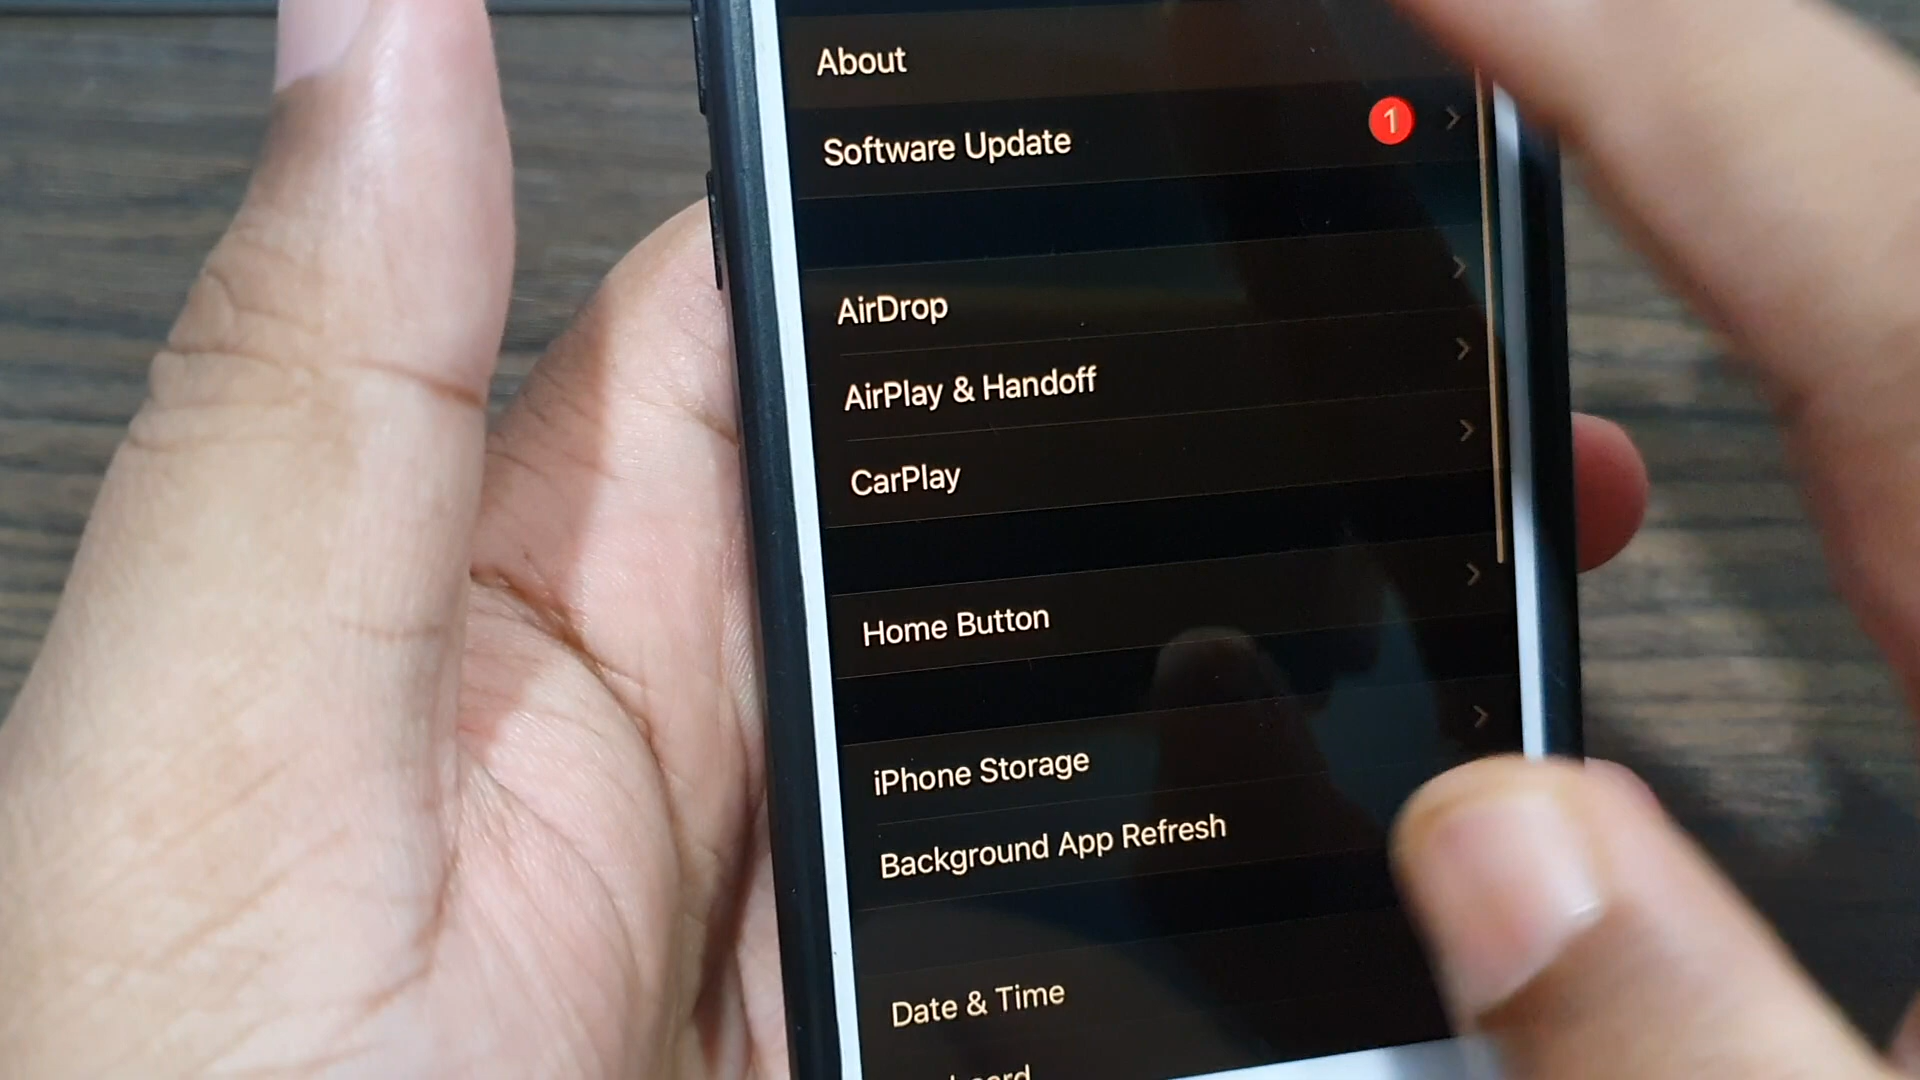 About
Software Update
1
AirDrop
AirPlay & Handoff
CarPlay
Home Button
iPhone Storage
Background App Refresh
Date & Time